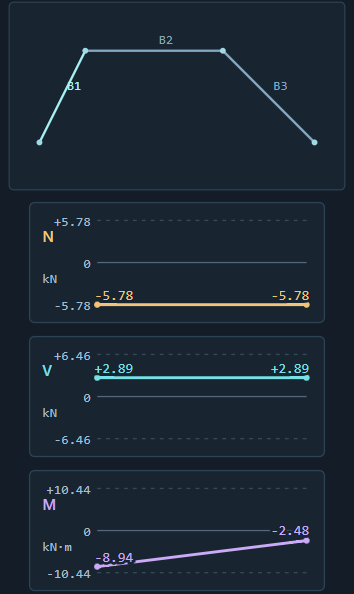 B2
B1
B3
+5.78
N
0
kN
-5.78
-5.78
-5.78
+6.46
V
+2.89
+2.89
0
kN
-6.46
+10.44
M
0
-2.48
kN·m
-8.94
-10.44